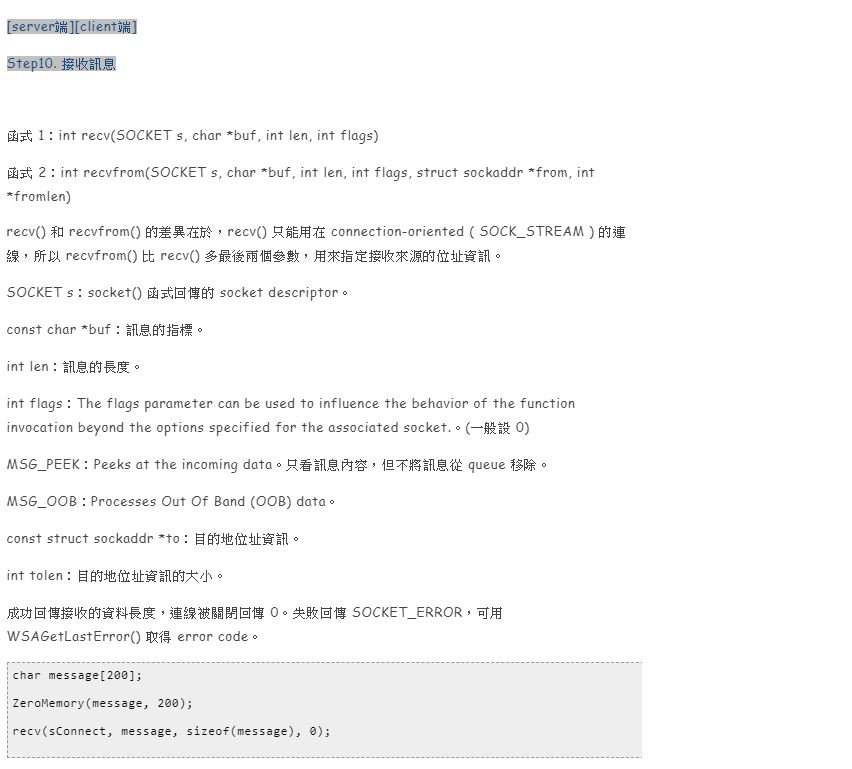 [server端][client端]
Step10. 接收訊息
函式 1：int recv(SOCKET s, char *buf, int len, int flags)
函式 2：int recvfrom(SOCKET s, char *buf, int len, int flags, struct sockaddr *from, int
*fromlen)
recv() 和 recvfrom() 的差異在於，recv() 只能用在 connection-oriented ( SOCK_STREAM ) 的連
線，所以 recvfrom() 比 recv() 多最後兩個參數，用來指定接收來源的位址資訊。
SOCKET s：socket() 函式回傳的 socket descriptor。
const char *buf：訊息的指標。
int len：訊息的長度。
int flags：The flags parameter can be used to influence the behavior of the function
invocation beyond the options specified for the associated socket.。(一般設 0)
MSG_PEEK：Peeks at the incoming data。只看訊息內容，但不將訊息從 queue 移除。
MSG_OOB：Processes Out Of Band (OOB) data。
const struct sockaddr *to：目的地位址資訊。
int tolen：目的地位址資訊的大小。
成功回傳接收的資料長度，連線被關閉回傳 0。失敗回傳 SOCKET_ERROR，可用
WSAGetLastError() 取得 error code。
char message[200];
ZeroMemory(message, 200);
recv(sConnect, message, sizeof(message), 0);